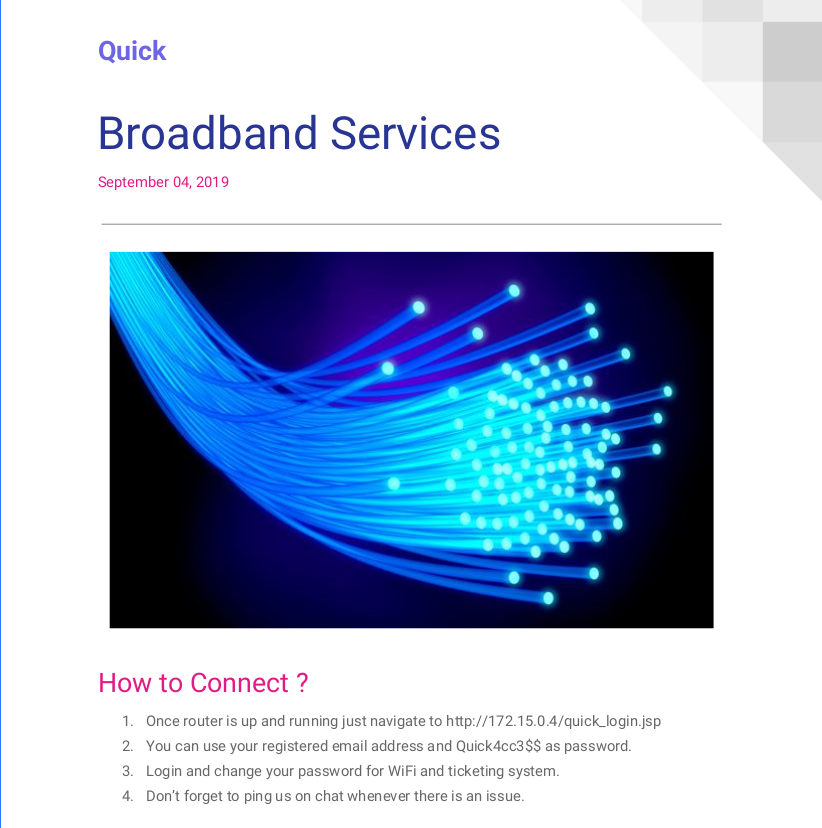 Quick
Broadband Services
September 04, 2019
How to Connect ?
1. Once router is up and running just navigate to http://172.15.0.4/quick_login.jsp
2. You can use your registered email address and Quick4cc3$$ as password.
3. Login and change your password for WiFi and ticketing system.
4. Don’t forget to ping us on chat whenever there is an issue.